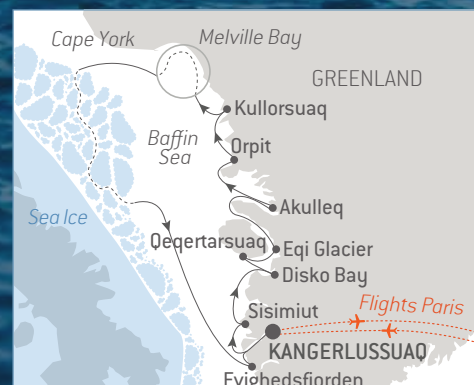 Cape York
Melville Bay
GREENLAND
Kullorsuaq
Baffin
Sea
Orpit
Sea Ice
Akulleq
Qeqertarsuaq
Eqi Glacier
Disko Bay
Flights Paris
Sisimiut
KANGERLUSSUAQ
Evighedsfjorden